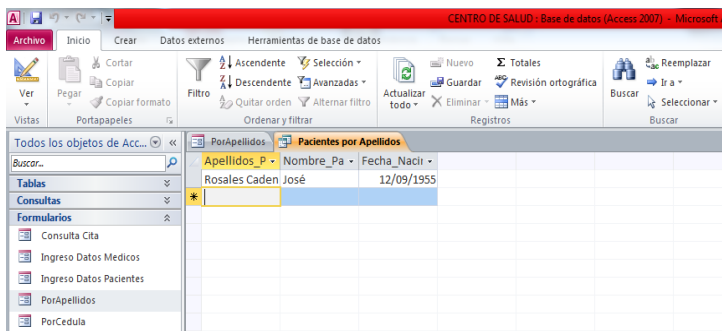 CENTRO DE SALUD : Base de datos (Access 2007) - Microsoft
Archivo Inicio Crear Datos externos Herramientas de base de datos
Ver
Vistas
Pegar
Cortar
Copiar
Copiar formato
Portapapeles
Filtro
Ascendente
Descendente
Quitar orden
Selección
Avanzadas
Alternar filtro
Ordenar y filtrar
Actualizar todo
Nuevo
Guardar
Eliminar
Totales
Revisión ortográfica
Más
Registros
Buscar
Reemplazar
Ir a
Seleccionar
Buscar
Todos los objetos de Acc...
Buscar...
Tablas
Consultas
Formularios
Consulta Cita
Ingreso Datos Medicos
Ingreso Datos Pacientes
PorApellidos
PorCedula
PorApellidos Pacientes por Apellidos
Apellidos_P Nombre_Pa Fecha_Naci
Rosales Caden José 12/09/1955